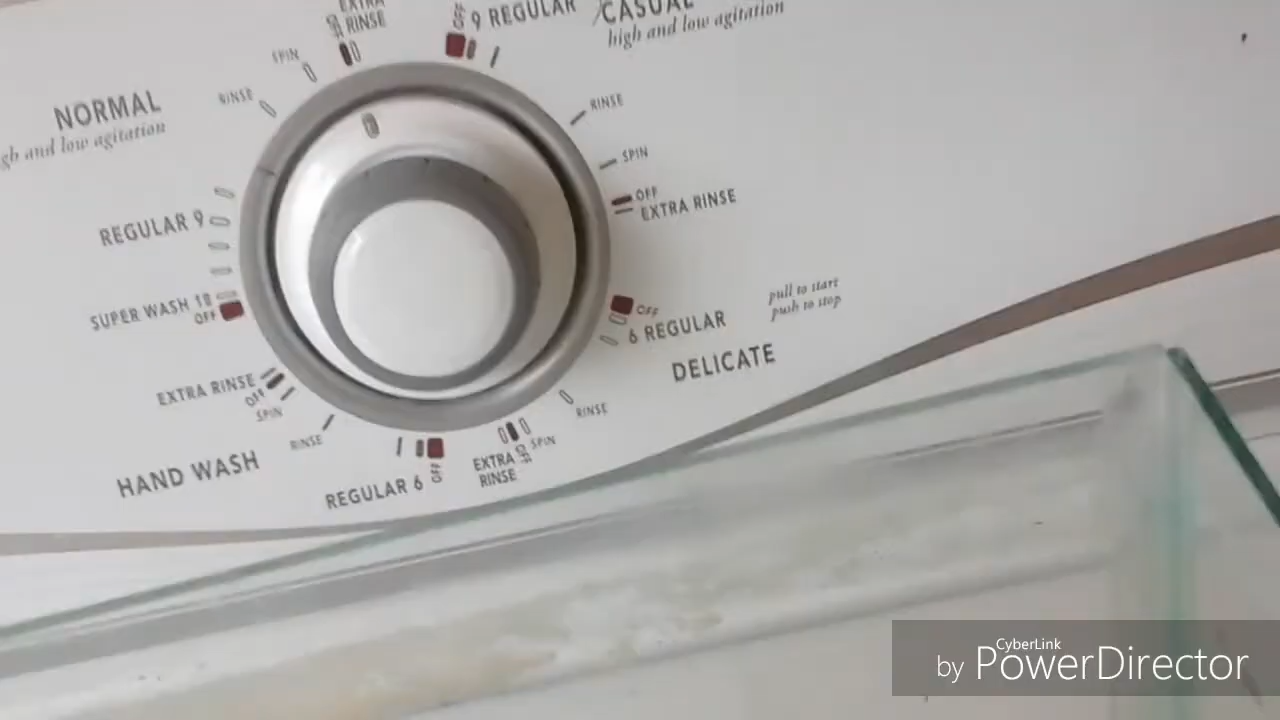 EXTRA
OFF RINSE
OFF 9 REGULAR
CASUAL
high and low agitation
SPIN
RINSE
NORMAL
and low agitation
RINSE
SPIN
OFF
EXTRA RINSE
REGULAR 9
SUPER WASH 18
OFF
pull to start
push to stop
OFF
6 REGULAR
DELICATE
EXTRA RINSE
OFF
SPIN
RINSE
HAND WASH
REGULAR 6 OFF
EXTRA OFF SPIN
RINSE
RINSE
CyberLink
by PowerDirector